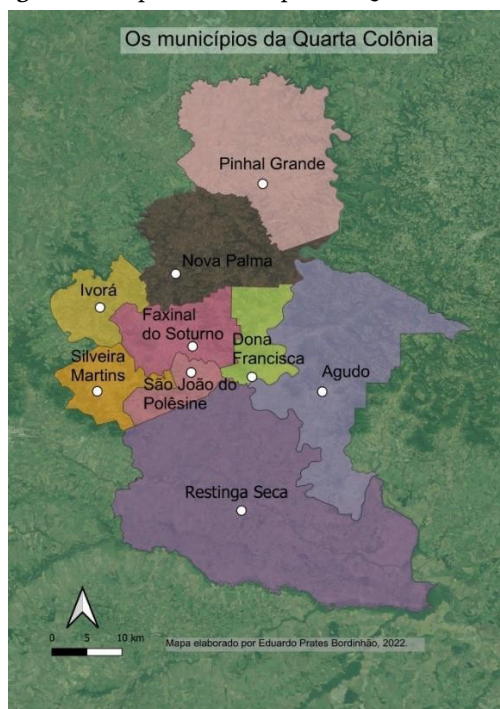 Os municípios da Quarta Colônia
Pinhal Grande
Nova Palma
Ivorá
Faxinal
do Soturno
Dona
Francisca
Silveira
Martins
São João do
Polêsine
Agudo
Restinga Seca
0 5 10 km
Mapa elaborado por Eduardo Prates Bordinhão, 2022.